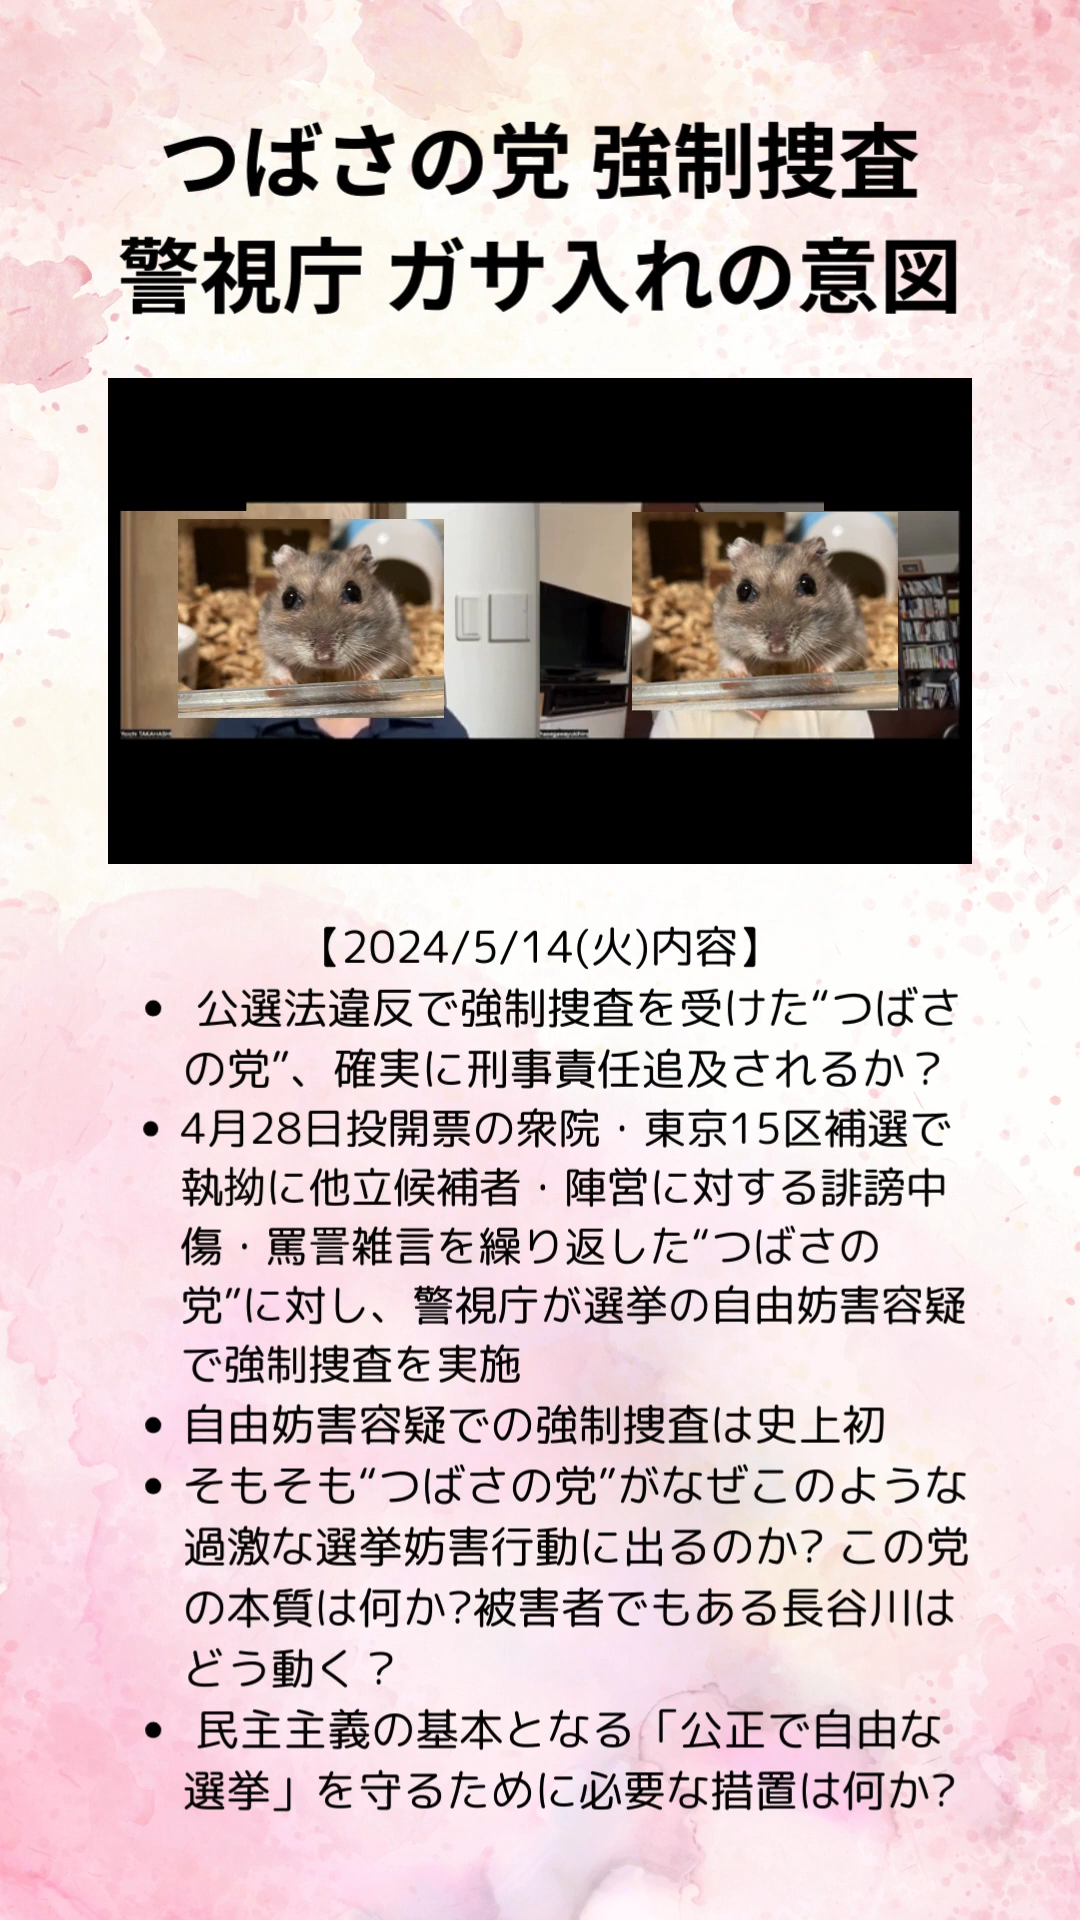 つばさの党 強制捜査
警視庁 ガサ入れの意図
Yoichi TAKAHASHI
hasegawayukihiro
【2024/5/14(火)内容】
• 公選法違反で強制捜査を受けた“つばさ
の党”、確実に刑事責任追及されるか？
• 4月28日投開票の衆院・東京15区補選で
執拗に他立候補者・陣営に対する誹謗中
傷・罵詈雑言を繰り返した“つばさの
党”に対し、警視庁が選挙の自由妨害容疑
で強制捜査を実施
• 自由妨害容疑での強制捜査は史上初
• そもそも“つばさの党”がなぜこのような
過激な選挙妨害行動に出るのか? この党
の本質は何か?被害者でもある長谷川は
どう動く？
• 民主主義の基本となる「公正で自由な
選挙」を守るために必要な措置は何か?